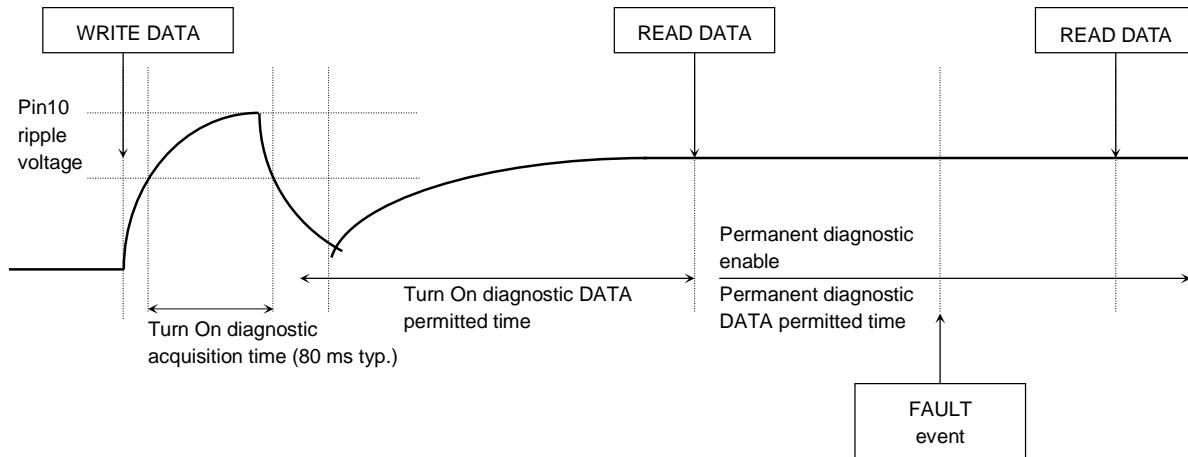 WRITE DATA
READ DATA
READ DATA
Pin10
ripple
voltage
Permanent diagnostic
enable
Turn On diagnostic DATA
permitted time
Permanent diagnostic
DATA permitted time
Turn On diagnostic
acquisition time (80 ms typ.)
FAULT
event